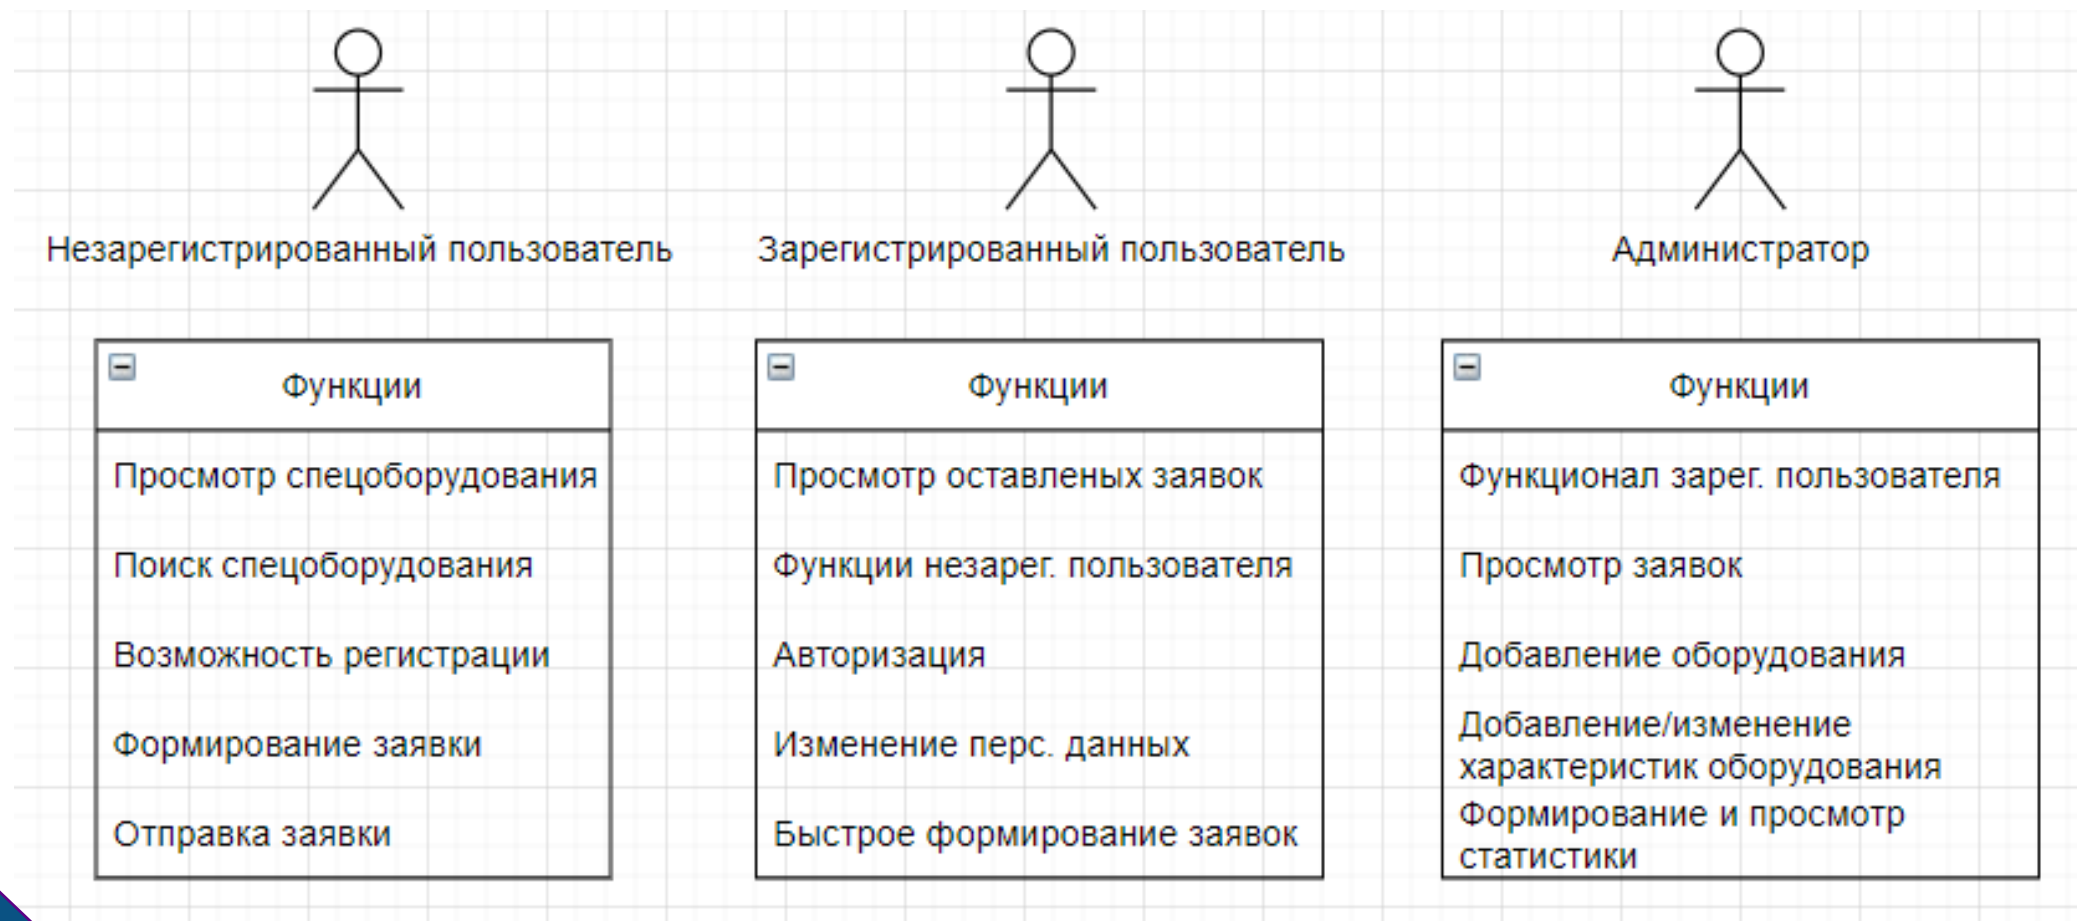 Незарегистрированный пользователь
Зарегистрированный пользователь
Администратор
Функции
Просмотр спецоборудования
Поиск спецоборудования
Возможность регистрации
Формирование заявки
Отправка заявки
Функции
Просмотр оставленых заявок
Функции незарег. пользователя
Авторизация
Изменение перс. данных
Быстрое формирование заявок
Функции
Функционал зарег. пользователя
Просмотр заявок
Добавление оборудования
Добавление/изменение
характеристик оборудования
Формирование и просмотр
статистики